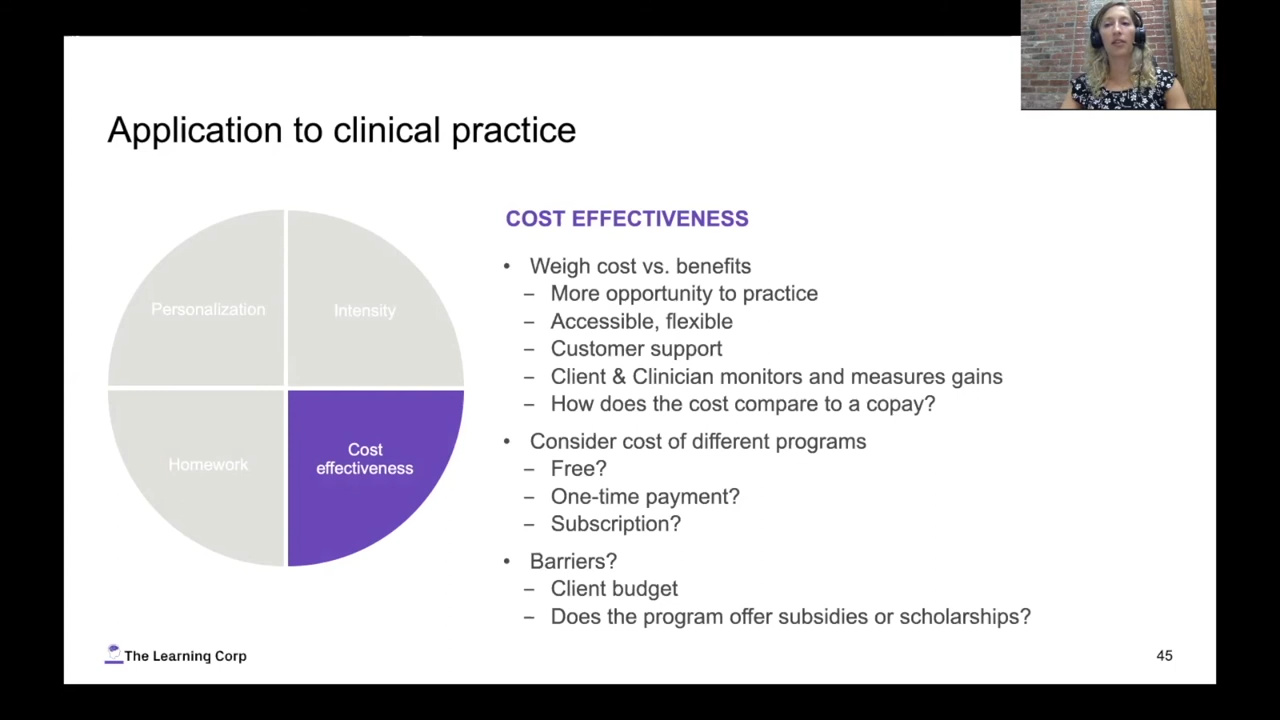 Application to clinical practice
Personalization
Intensity
Homework
Cost
effectiveness
COST EFFECTIVENESS
• Weigh cost vs. benefits
– More opportunity to practice
– Accessible, flexible
– Customer support
– Client & Clinician monitors and measures gains
– How does the cost compare to a copay?
• Consider cost of different programs
– Free?
– One-time payment?
– Subscription?
• Barriers?
– Client budget
– Does the program offer subsidies or scholarships?
The Learning Corp
45